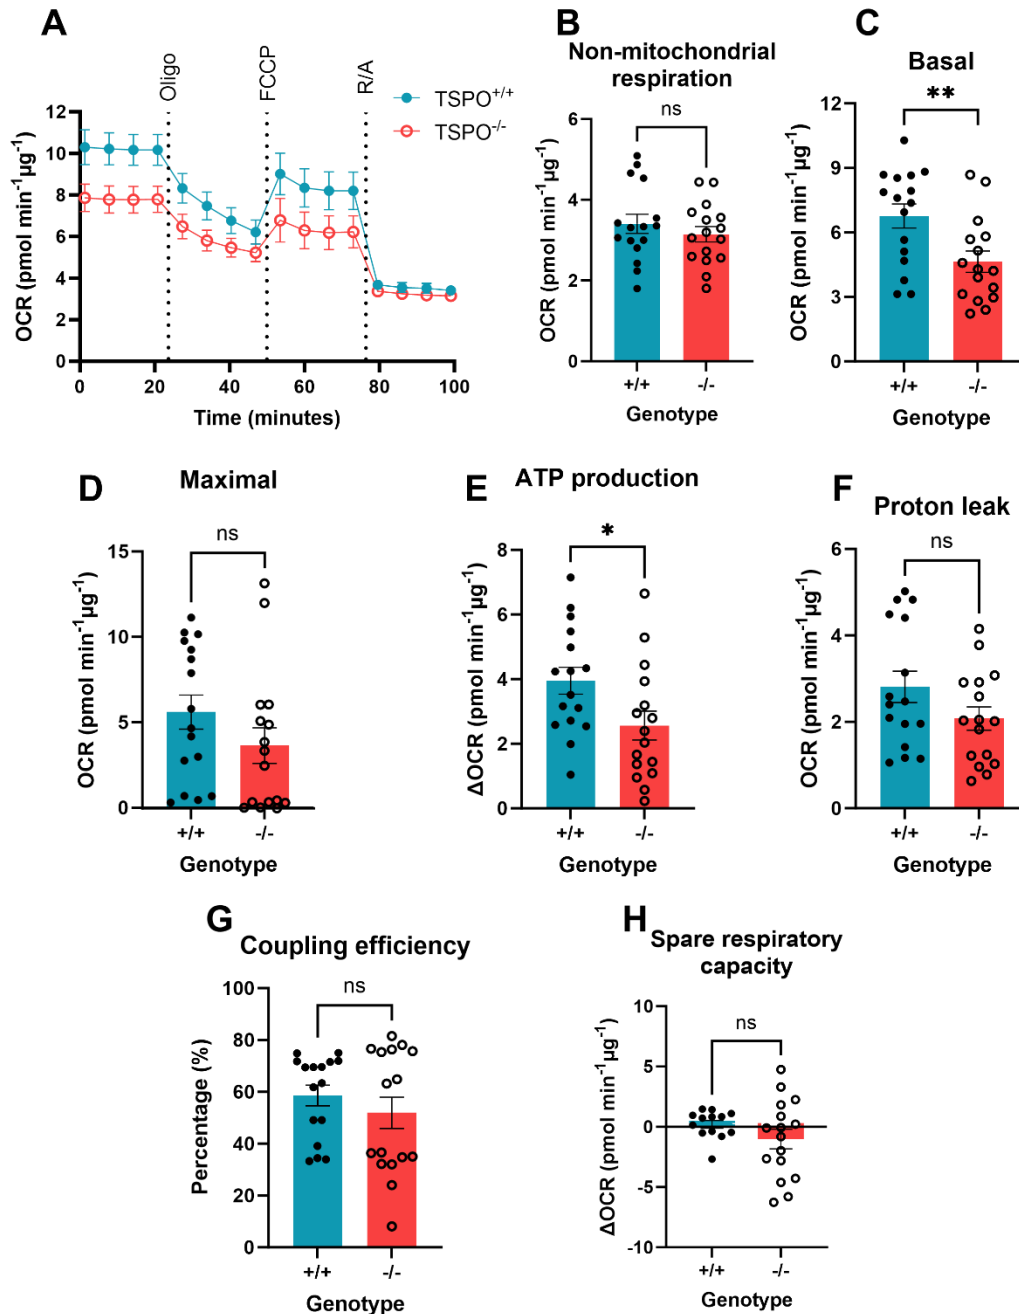 A
Oligo
FCCP
R/A
TSPO+/+
TSPO-/-
OCR (pmol min-1µg-1)
12
10
8
6
4
2
0
0 20 40 60 80 100
Time (minutes)
B
Non-mitochondrial
respiration
ns
OCR (pmol min-1µg-1)
6
4
2
0
+/+ -/-
Genotype
C
Basal
**
OCR (pmol min-1µg-1)
12
9
6
3
0
+/+ -/-
Genotype
D
Maximal
ns
OCR (pmol min-1µg-1)
15
10
5
0
+/+ -/-
Genotype
E
ATP production
*
ΔOCR (pmol min-1µg-1)
8
6
4
2
0
+/+ -/-
Genotype
F
Proton leak
ns
OCR (pmol min-1µg-1)
6
4
2
0
+/+ -/-
Genotype
G
Coupling efficiency
ns
Percentage (%)
100
80
60
40
20
0
+/+ -/-
Genotype
H
Spare respiratory
capacity
ns
ΔOCR (pmol min-1µg-1)
10
5
0
-5
-10
+/+ -/-
Genotype